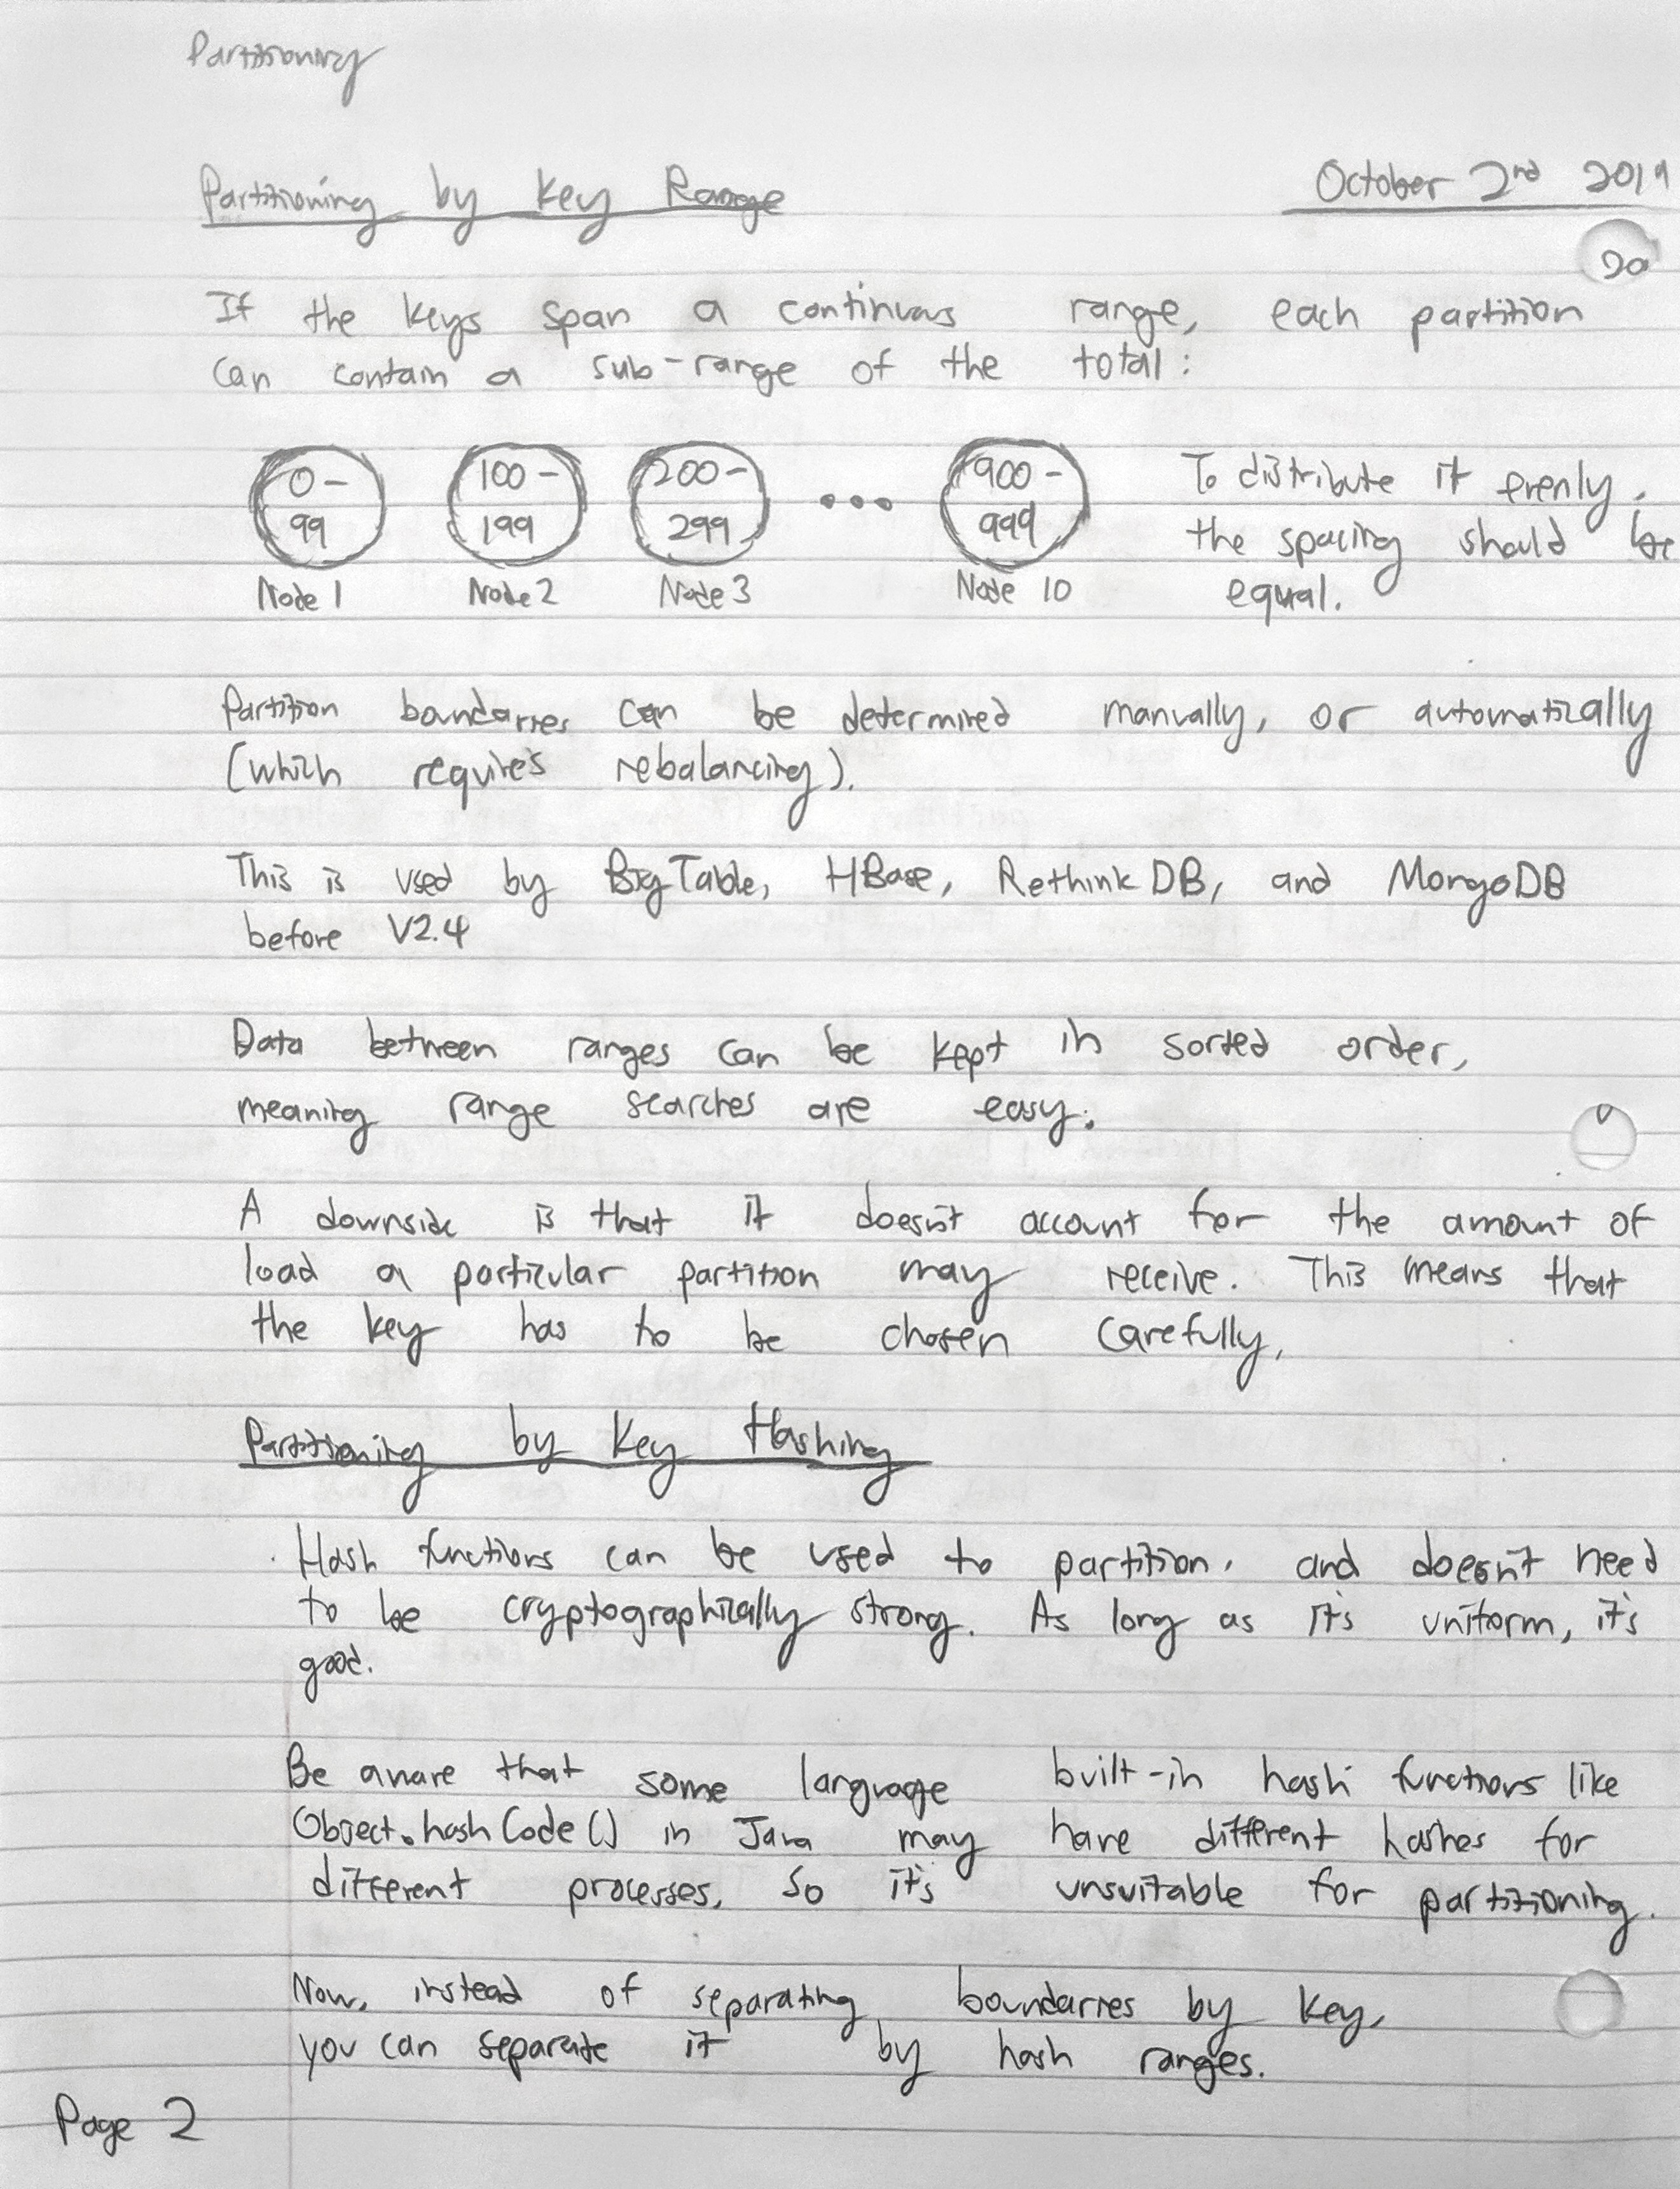 Partitioning
Partitioning by Key Range
October 2nd 2019
If the keys span a continuous range, each partition
can contain a sub-range of the total:
0- 100- 200- ••• 900-
99 199 299 999
Node 1 Node 2 Node 3 Node 10
To distribute it evenly,
the spacing should be
equal.
Partition boundaries can be determined manually, or automatically
(which requires rebalancing).
This is used by BigTable, HBase, RethinkDB, and MongoDB
before V2.4
Data between ranges can be kept in sorted order,
meaning range searches are easy.
A downside is that it doesn't account for the amount of
load a particular partition may receive. This means that
the key has to be chosen carefully.
Partitioning by Key Hashing
Hash functions can be used to partition, and doesn't need
to be cryptographically strong. As long as it's uniform, it's
good.
Be aware that some language built-in hash functions like
Object.hashCode() in Java may have different hashes for
different processes, so it's unsuitable for partitioning.
Now, instead of separating boundaries by key,
you can separate it by hash ranges.
Page 2